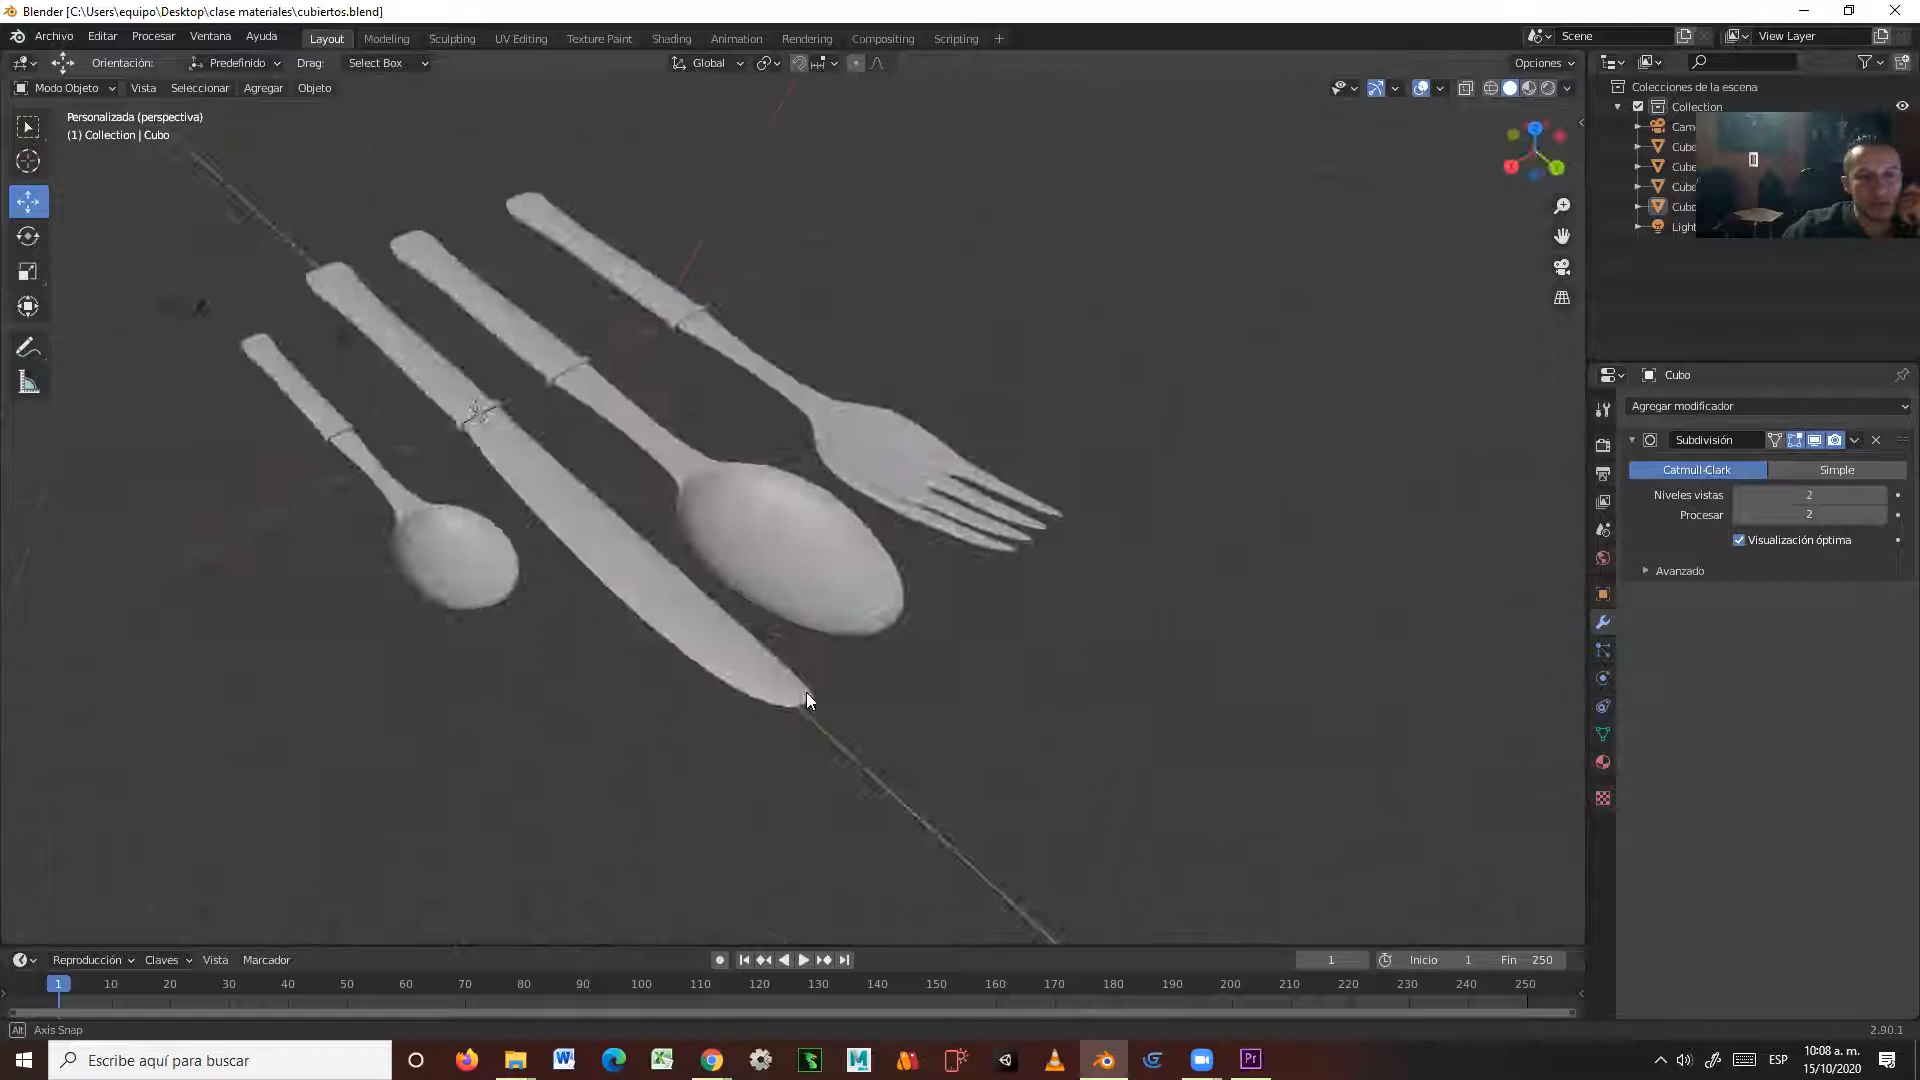 Blender [C:\Users\equipo\Desktop\clase materiales\cubiertos.blend]
Archivo Editar Procesar Ventana Ayuda Layout Modeling Sculpting UV Editing Texture Paint Shading Animation Rendering Compositing Scripting + Scene View Layer
Orientación: Predefinido Drag: Select Box Global Opciones
Modo Objeto Vista Seleccionar Agregar Objeto
Personalizada (perspectiva)
(1) Collection | Cubo
Z
X
Y
Colecciones de la escena
Collection
Cam
Cube
Cube
Cube
Cubo
Light
Cubo
Agregar modificador
Subdivisión
Catmull-Clark Simple
Niveles vistas 2
Procesar 2
Visualización óptima
Avanzado
Reproducción Claves Vista Marcador 1 Inicio 1 Fin 250
1 10 20 30 40 50 60 70 80 90 100 110 120 130 140 150 160 170 180 190 200 210 220 230 240 250
Alt Axis Snap 2.90.1
Escribe aquí para buscar ESP 10:08 a. m.
15/10/2020